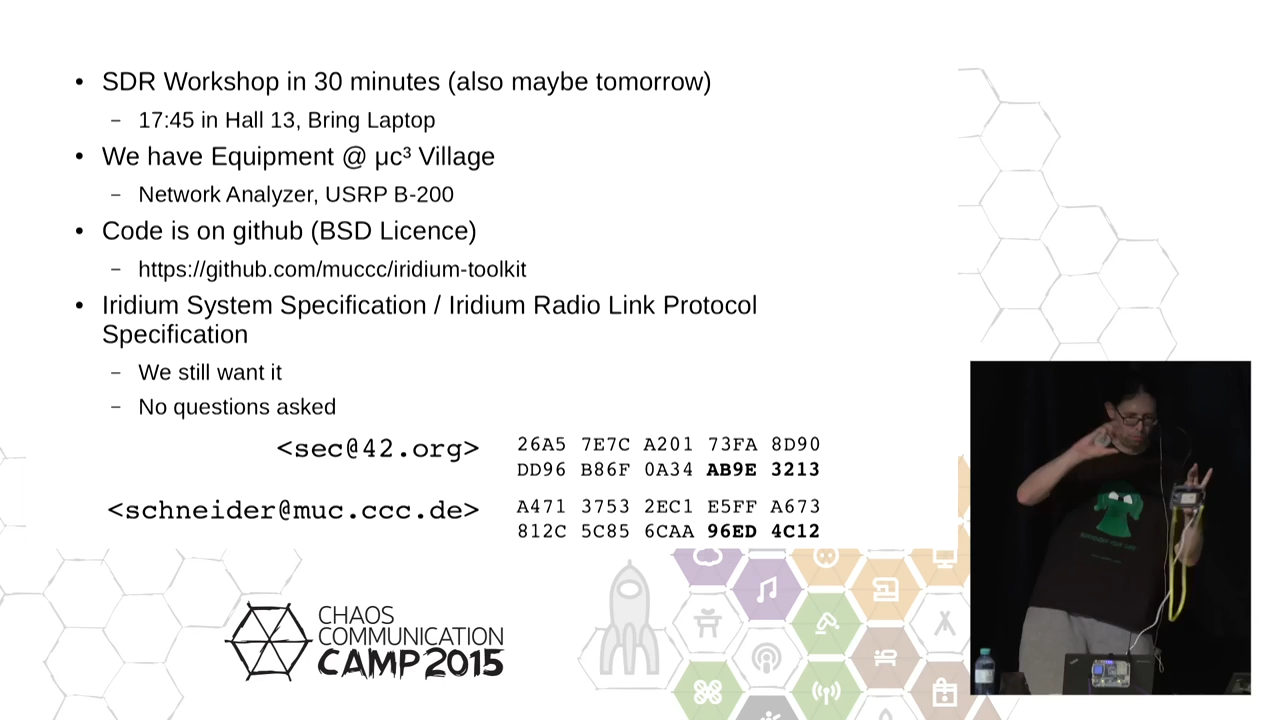 • SDR Workshop in 30 minutes (also maybe tomorrow)
– 17:45 in Hall 13, Bring Laptop
• We have Equipment @ µc³ Village
– Network Analyzer, USRP B-200
• Code is on github (BSD Licence)
– https://github.com/muccc/iridium-toolkit
• Iridium System Specification / Iridium Radio Link Protocol
Specification
– We still want it
– No questions asked
<sec@42.org>
26A5 7E7C A201 73FA 8D90
DD96 B86F 0A34 AB9E 3213
<schneider@muc.ccc.de>
A471 3753 2EC1 E5FF A673
812C 5C85 6CAA 96ED 4C12
CHAOS
COMMUNICATION
CAMP 2015